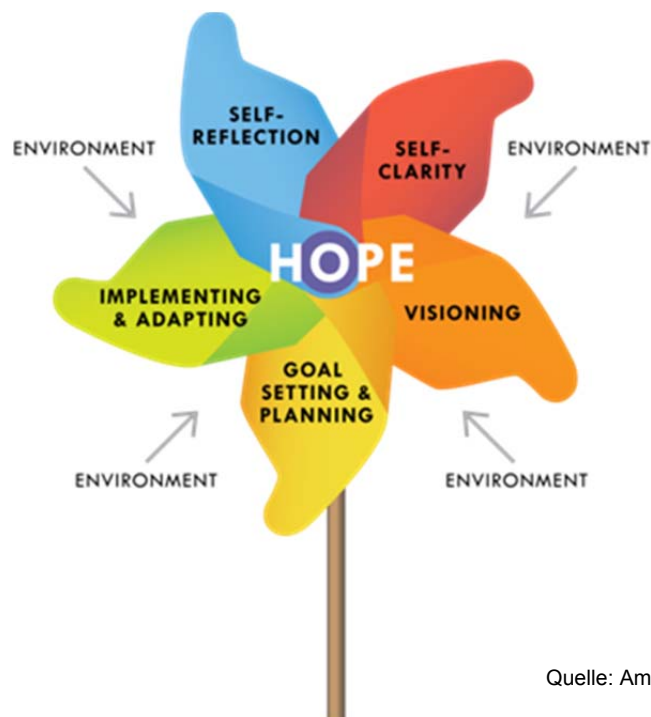 SELF-
REFLECTION
SELF-
CLARITY
ENVIRONMENT
ENVIRONMENT
HOPE
IMPLEMENTING
& ADAPTING
VISIONING
GOAL
SETTING &
PLANNING
ENVIRONMENT
ENVIRONMENT
Quelle: Am